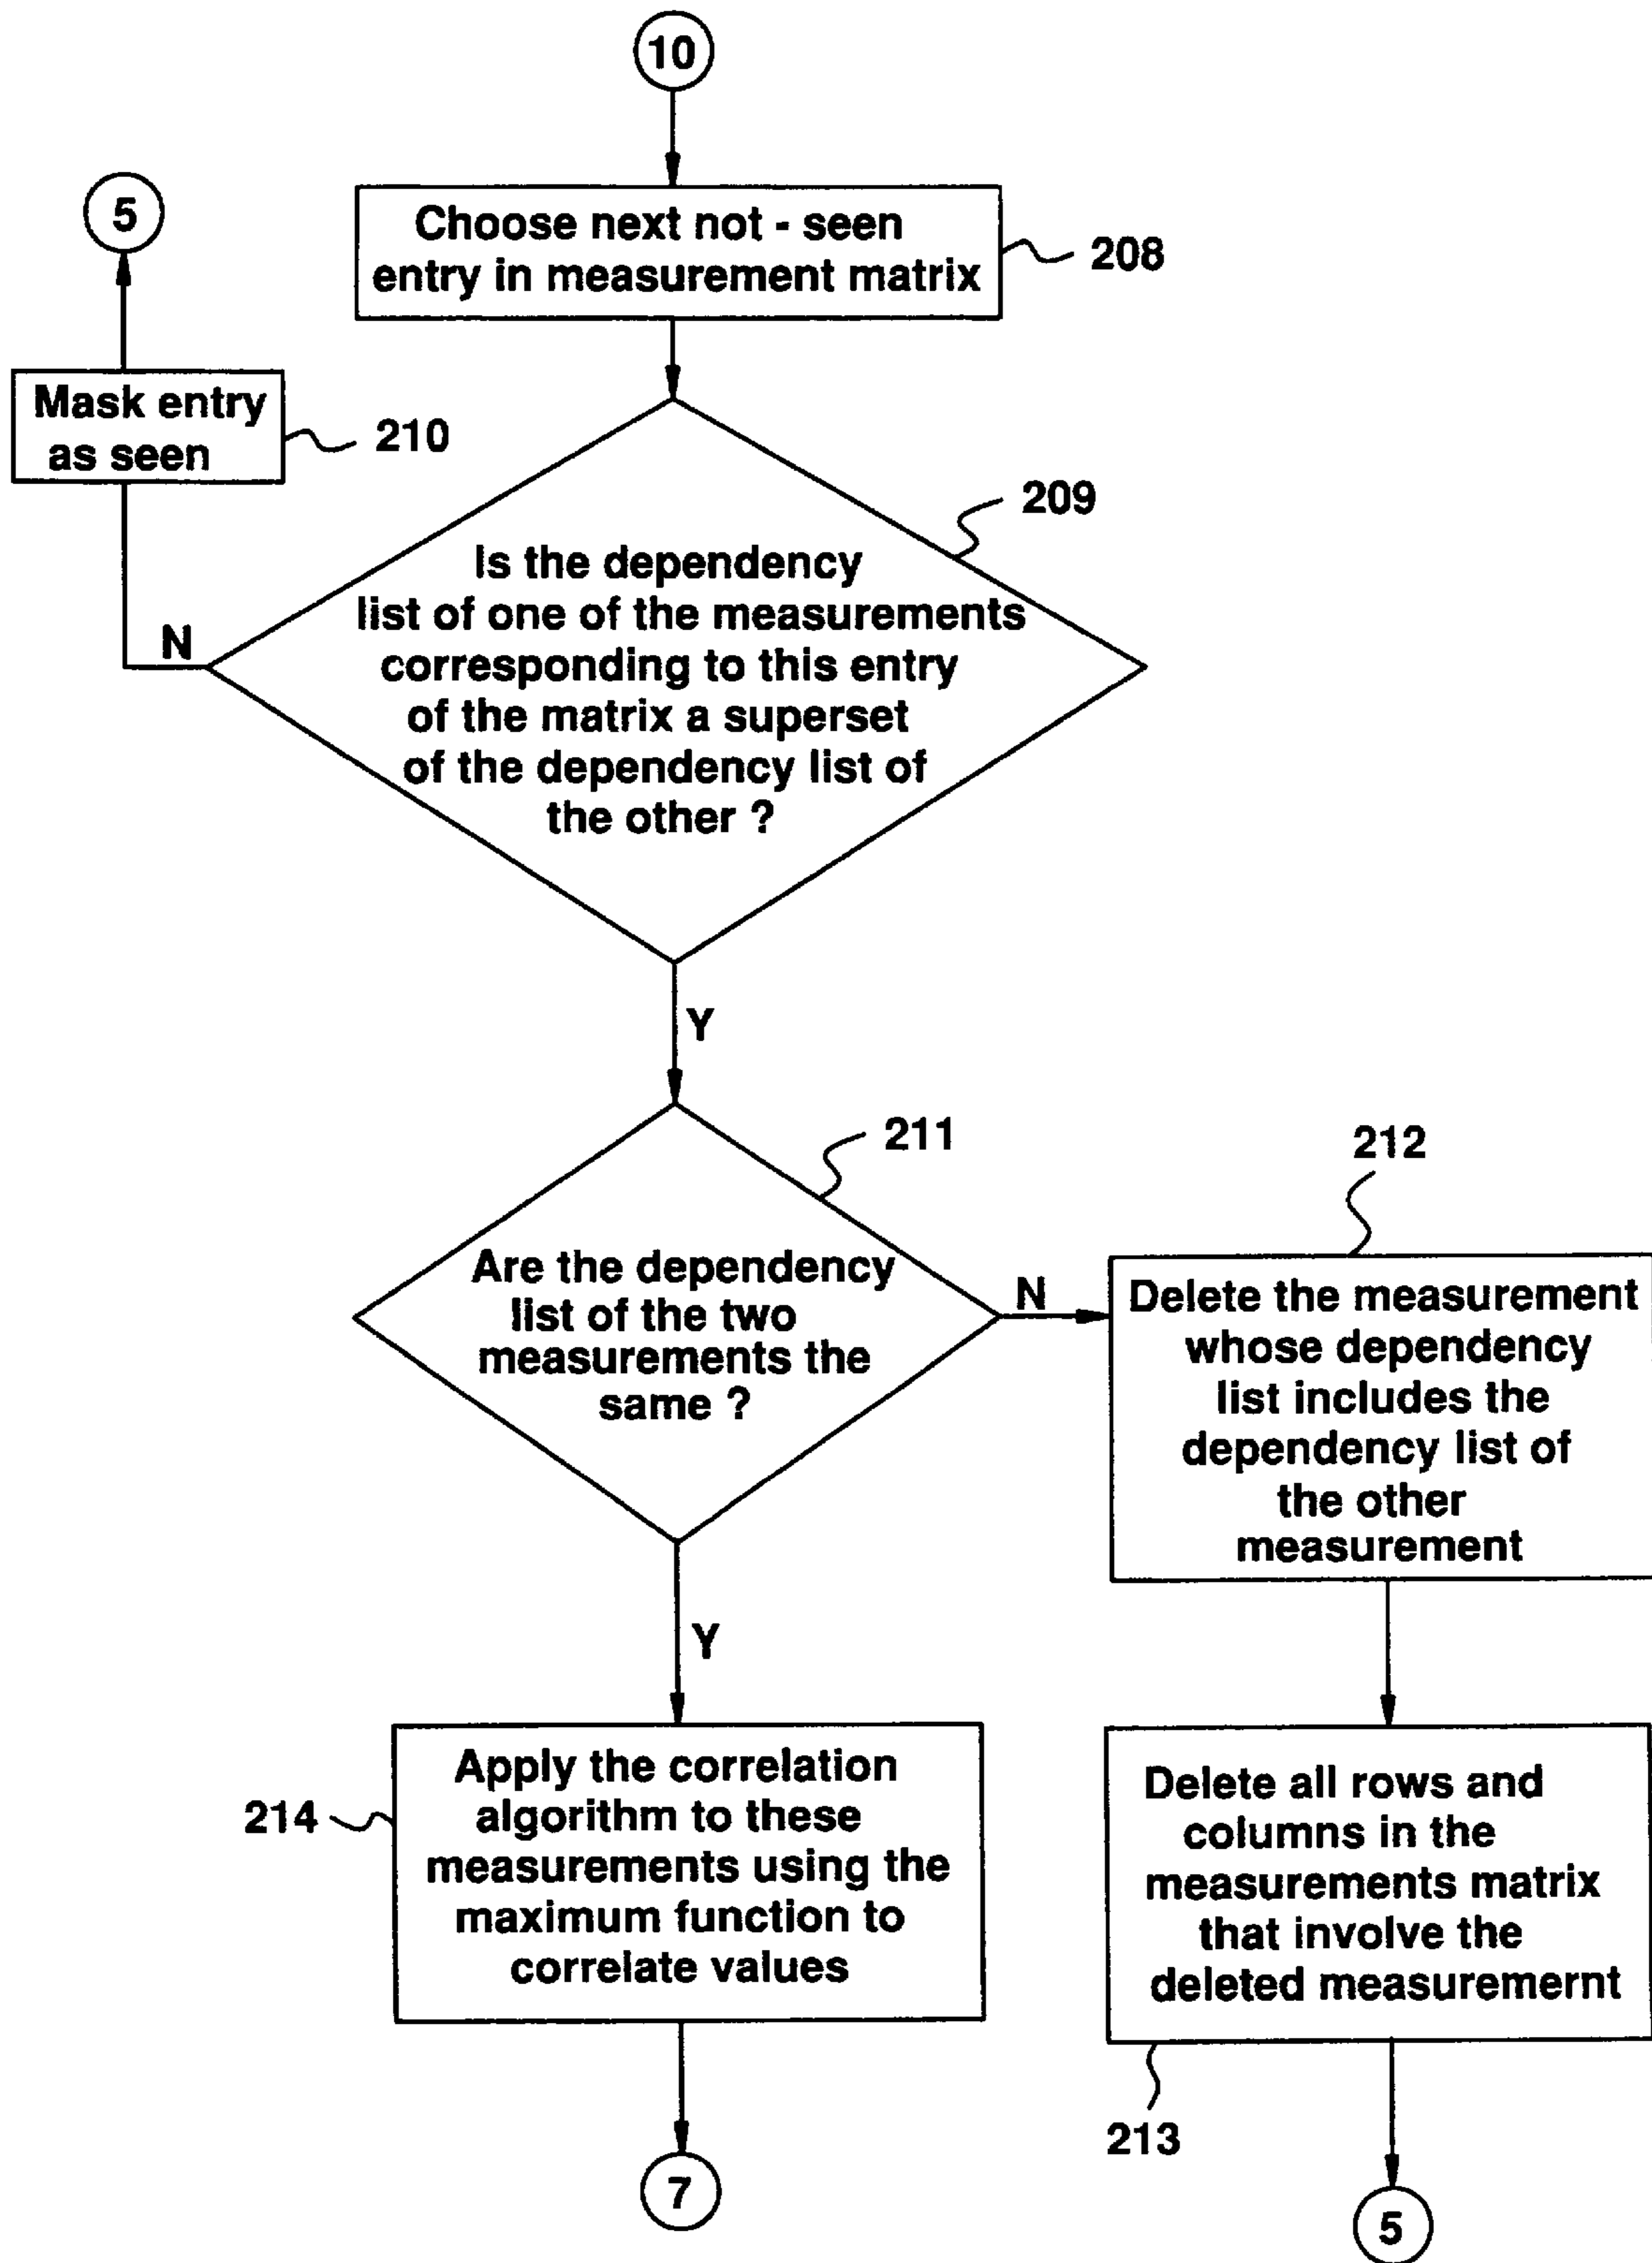 10
Choose next not - seen
entry in measurement matrix
208
5
Mask entry
as seen
210
209
Is the dependency
list of one of the measurements
corresponding to this entry
of the matrix a superset
of the dependency list of
the other ?
N
Y
211
Are the dependency
list of the two
measurements the
same ?
N
212
Delete the measurement
whose dependency
list includes the
dependency list of
the other
measurement
Y
214
Apply the correlation
algorithm to these
measurements using the
maximum function to
correlate values
Delete all rows and
columns in the
measurements matrix
that involve the
deleted measuremernt
213
7
5